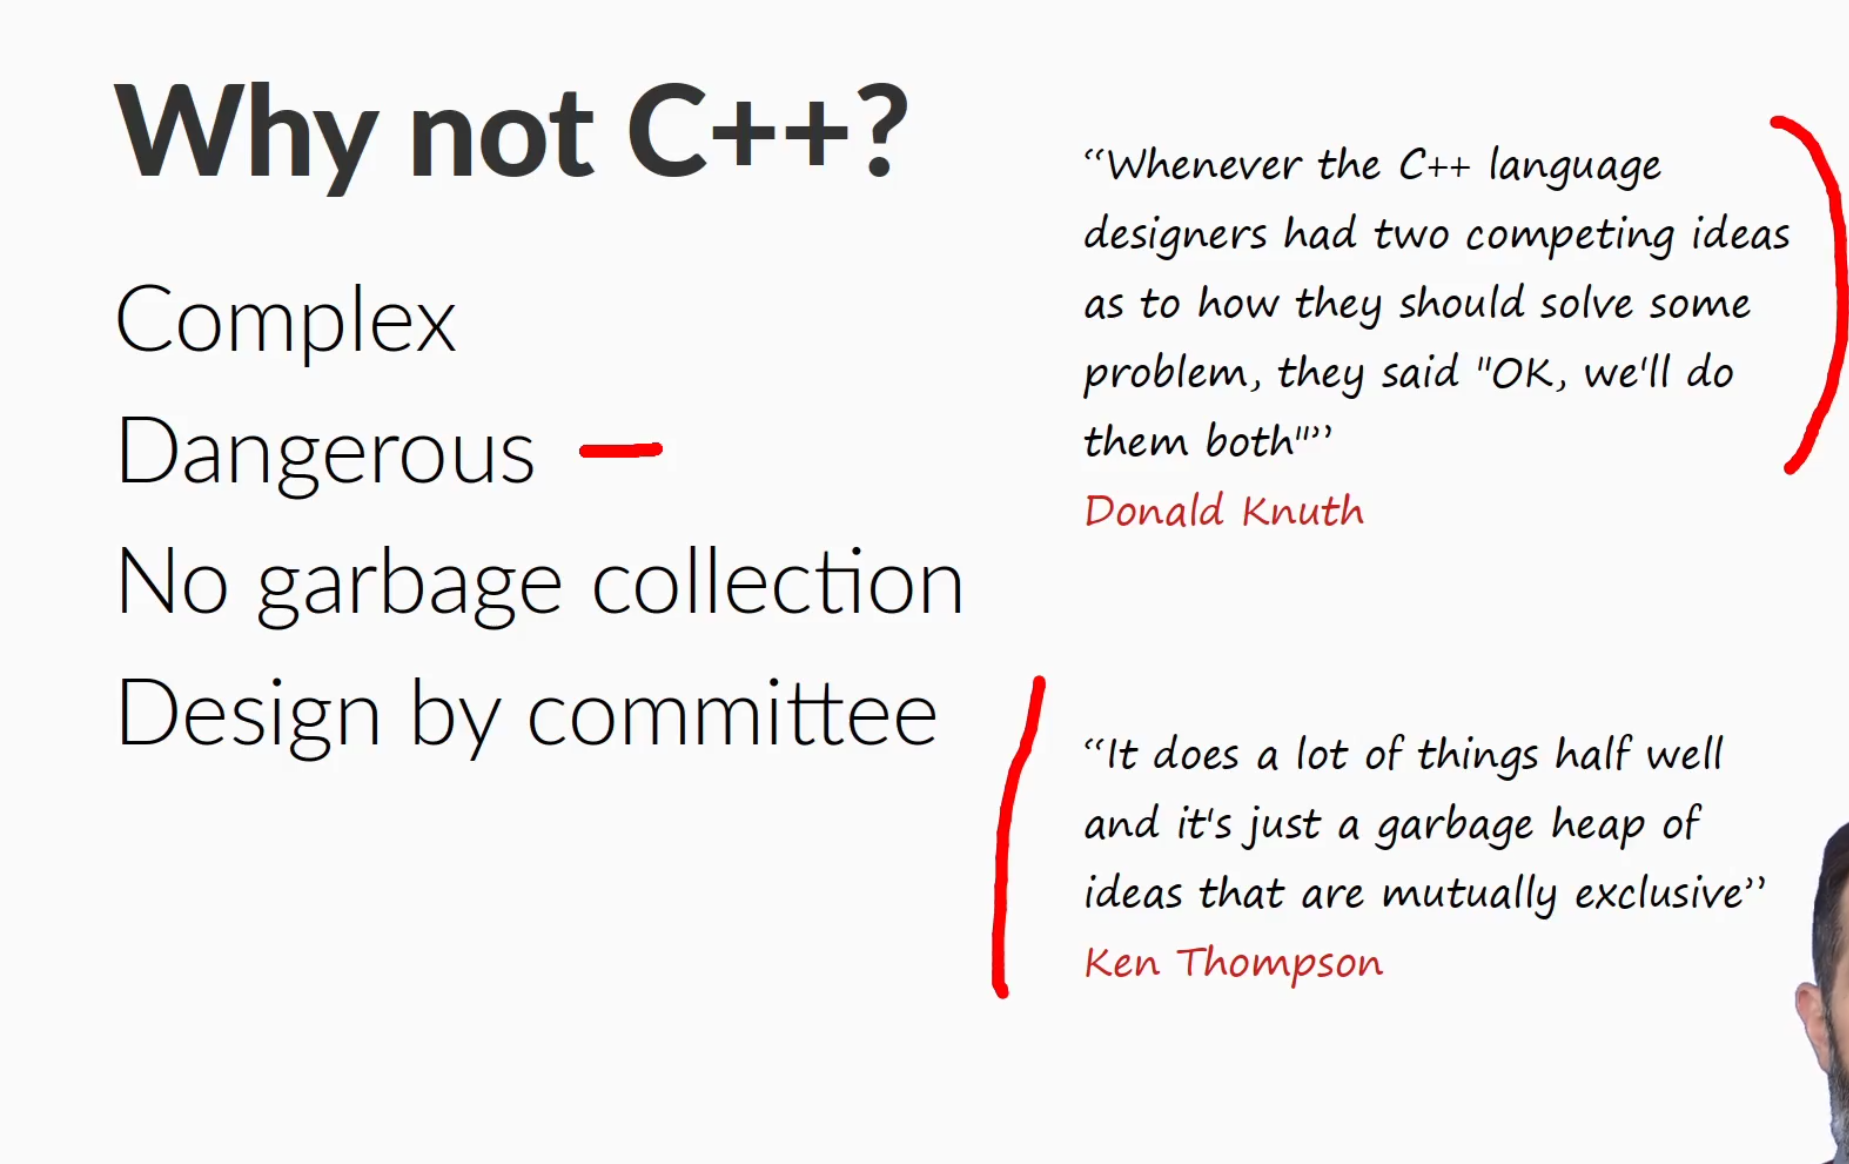 Why not C++?
Complex
Dangerous
No garbage collection
Design by committee
“Whenever the C++ language
designers had two competing ideas
as to how they should solve some
problem, they said "OK, we'll do
them both"”
Donald Knuth
“It does a lot of things half well
and it's just a garbage heap of
ideas that are mutually exclusive”
Ken Thompson